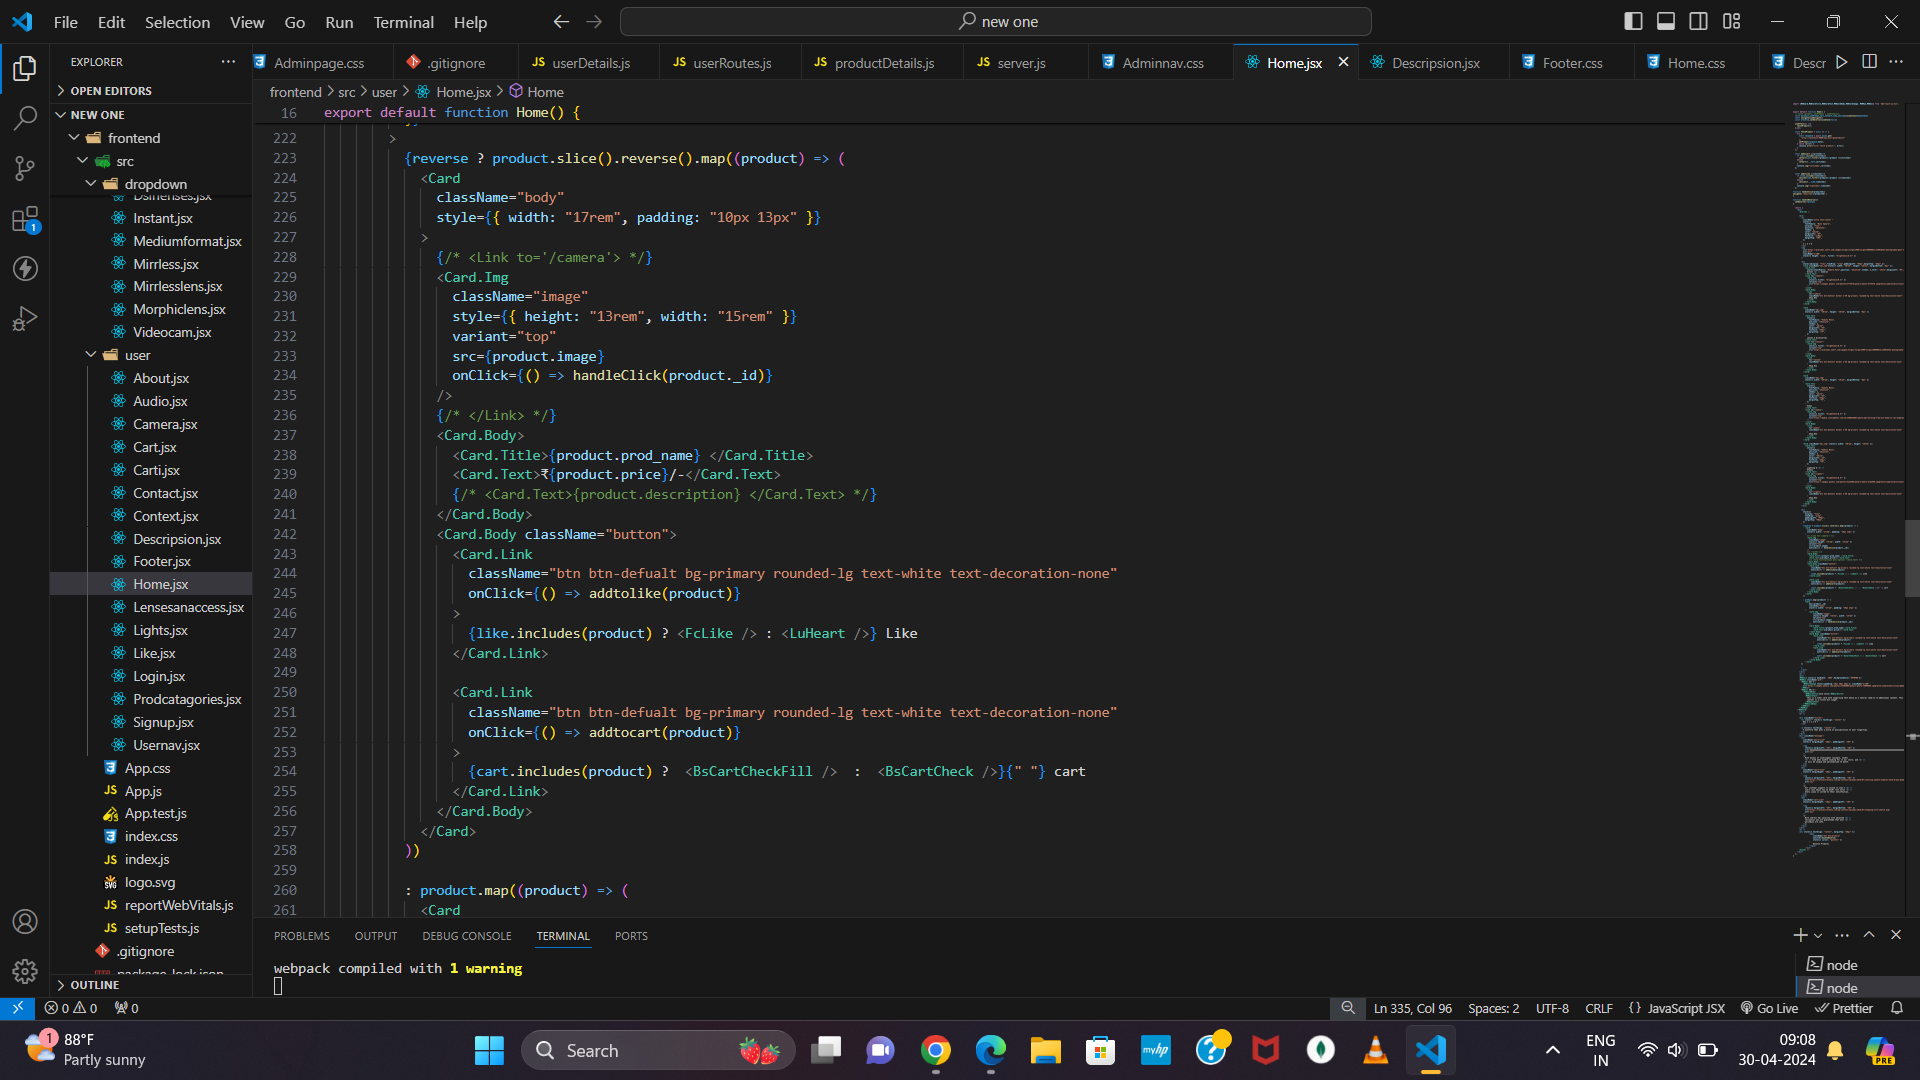 File Edit Selection View Go Run Terminal Help
new one
EXPLORER
OPEN EDITORS
NEW ONE
frontend
src
dropdown
Instant.jsx
Mediumformat.jsx
Mirrless.jsx
Mirrlesslens.jsx
Morphiclens.jsx
Videocam.jsx
user
About.jsx
Audio.jsx
Camera.jsx
Cart.jsx
Carti.jsx
Contact.jsx
Context.jsx
Descripsion.jsx
Footer.jsx
Home.jsx
Lensesanaccess.jsx
Lights.jsx
Like.jsx
Login.jsx
Prodcatagories.jsx
Signup.jsx
Usernav.jsx
App.css
JS App.js
App.test.js
index.css
JS index.js
logo.svg
JS reportWebVitals.js
JS setupTests.js
.gitignore
package-lock.json
OUTLINE
Adminpage.css .gitignore JS userDetails.js JS userRoutes.js JS productDetails.js JS server.js Adminnav.css Home.jsx Descripsion.jsx Footer.css Home.css Descr
frontend > src > user > Home.jsx > Home
16 export default function Home() {
222 >
223 {reverse ? product.slice().reverse().map((product) => (
224 <Card
225 className="body"
226 style={{ width: "17rem", padding: "10px 13px" }}
227 >
228 {/* <Link to='/camera'> */}
229 <Card.Img
230 className="image"
231 style={{ height: "13rem", width: "15rem" }}
232 variant="top"
233 src={product.image}
234 onClick={() => handleClick(product._id)}
235 />
236 {/* </Link> */}
237 <Card.Body>
238 <Card.Title>{product.prod_name} </Card.Title>
239 <Card.Text>₹{product.price}/-</Card.Text>
240 {/* <Card.Text>{product.description} </Card.Text> */}
241 </Card.Body>
242 <Card.Body className="button">
243 <Card.Link
244 className="btn btn-defualt bg-primary rounded-lg text-white text-decoration-none"
245 onClick={() => addtolike(product)}
246 >
247 {like.includes(product) ? <FcLike /> : <LuHeart />} Like
248 </Card.Link>
249
250 <Card.Link
251 className="btn btn-defualt bg-primary rounded-lg text-white text-decoration-none"
252 onClick={() => addtocart(product)}
253 >
254 {cart.includes(product) ? <BsCartCheckFill /> : <BsCartCheck />}{" "} cart
255 </Card.Link>
256 </Card.Body>
257 </Card>
258 ))
259
260 : product.map((product) => (
261 <Card
PROBLEMS OUTPUT DEBUG CONSOLE TERMINAL PORTS
webpack compiled with 1 warning
node
node
0 0 0
Ln 335, Col 96 Spaces: 2 UTF-8 CRLF {} JavaScript JSX Go Live Prettier
1
88°F
Partly sunny
Search
myhp
PRE
ENG
IN
09:08
30-04-2024